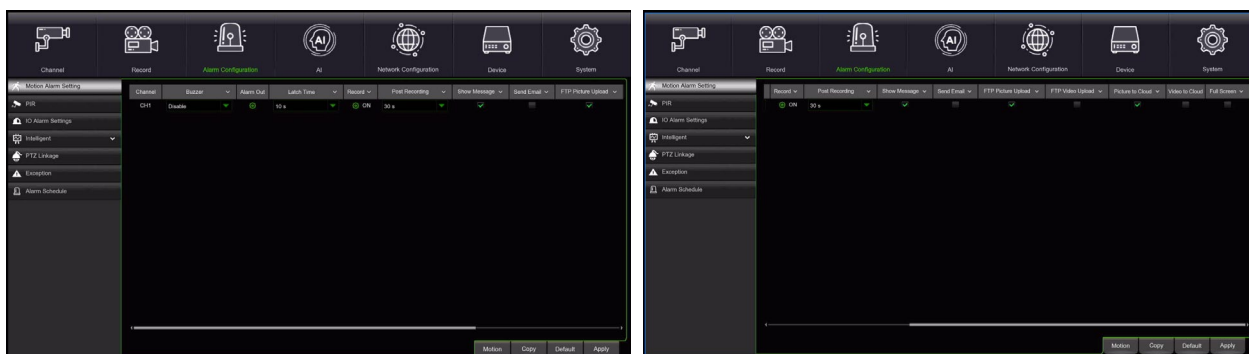 Channel Record Alarm Configuration AI Network Configuration Device System
Motion Alarm Setting
PIR
IO Alarm Settings
Intelligent
PTZ Linkage
Exception
Alarm Schedule
Channel Buzzer Alarm Out Latch Time Record Post Recording Show Message Send Email FTP Picture Upload
CH1 Disable 10 s ON 30 s
Motion Copy Default Apply
Channel Record Alarm Configuration AI Network Configuration Device System
Motion Alarm Setting
PIR
IO Alarm Settings
Intelligent
PTZ Linkage
Exception
Alarm Schedule
Record Post Recording Show Message Send Email FTP Picture Upload FTP Video Upload Picture to Cloud Video to Cloud Full Screen
ON 30 s
Motion Copy Default Apply